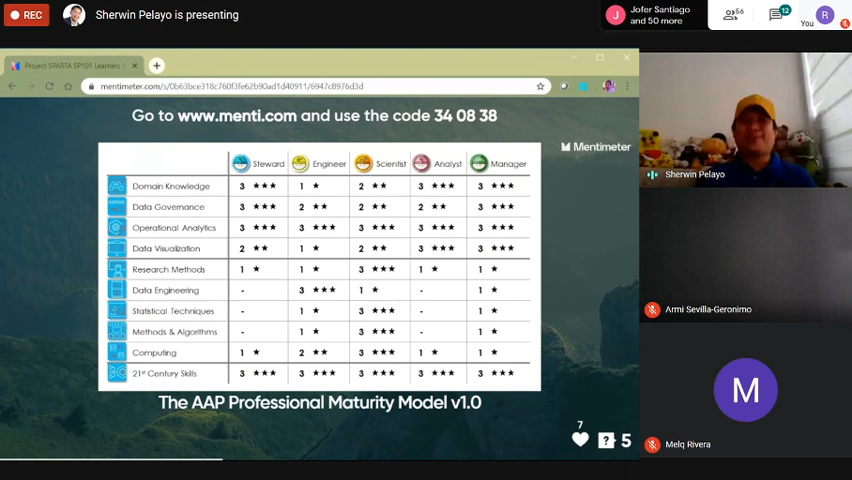 REC
Sherwin Pelayo is presenting
J
Jofer Santiago
and 50 more
56
12
You
R
Project SPARTA SP101 Learners
mentimeter.com/s/0b63bce318c760f3fe62b90ad1d40911/6947c8976d3d
Go to www.menti.com and use the code 34 08 38
Mentimeter
Steward Engineer Scientist Analyst Manager
Domain Knowledge 3 ★★★ 1 ★ 2 ★★ 3 ★★★ 3 ★★★
Data Governance 3 ★★★ 2 ★★ 2 ★★ 2 ★★ 3 ★★★
Operational Analytics 3 ★★★ 3 ★★★ 3 ★★★ 3 ★★★ 3 ★★★
Data Visualization 2 ★★ 1 ★ 2 ★★ 3 ★★★ 3 ★★★
Research Methods 1 ★ 1 ★ 3 ★★★ 1 ★ 1 ★
Data Engineering - 3 ★★★ 1 ★ - 1 ★
Statistical Techniques - 1 ★ 3 ★★★ - 1 ★
Methods & Algorithms - 1 ★ 3 ★★★ - 1 ★
Computing 1 ★ 2 ★★ 3 ★★★ 1 ★ 1 ★
21st Century Skills 3 ★★★ 3 ★★★ 3 ★★★ 3 ★★★ 3 ★★★
The AAP Professional Maturity Model v1.0
7
? 5
Sherwin Pelayo
Armi Sevilla-Geronimo
M
Melq Rivera